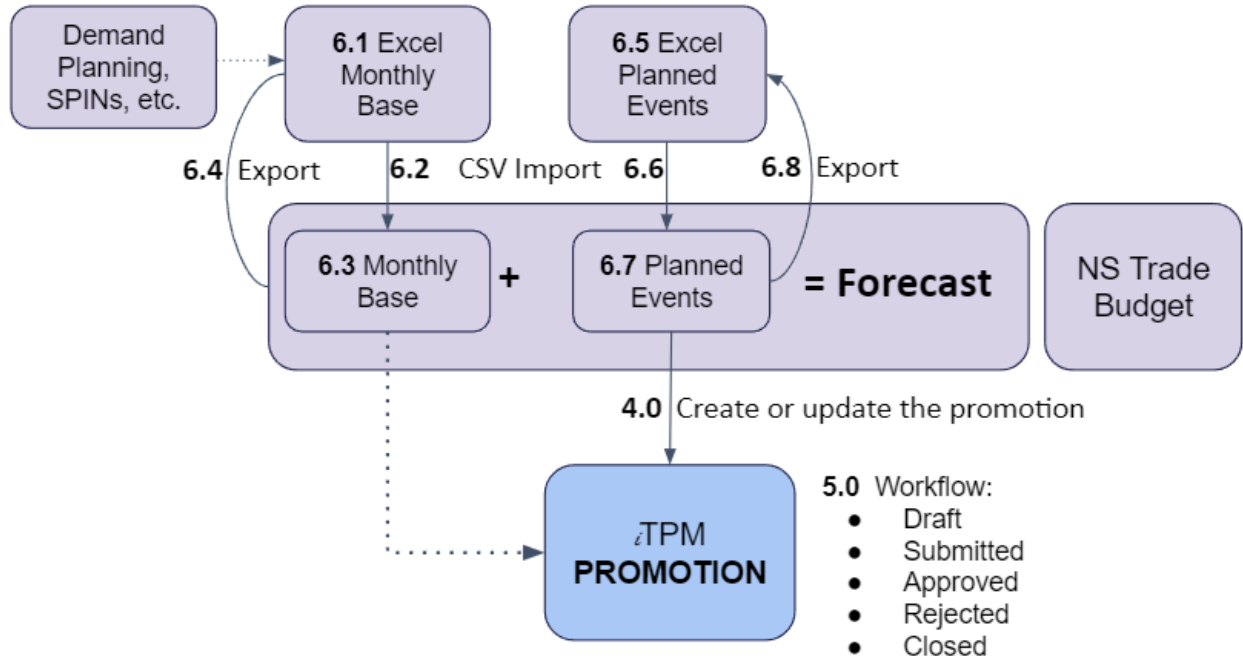 Demand
Planning,
SPINs, etc.
6.1 Excel
Monthly
Base
6.5 Excel
Planned
Events
6.4 Export
6.2 CSV Import 6.6
6.8 Export
6.3 Monthly
Base
+
6.7 Planned
Events
= Forecast
NS Trade
Budget
4.0 Create or update the promotion
iTPM
PROMOTION
5.0 Workflow:
● Draft
● Submitted
● Approved
● Rejected
● Closed